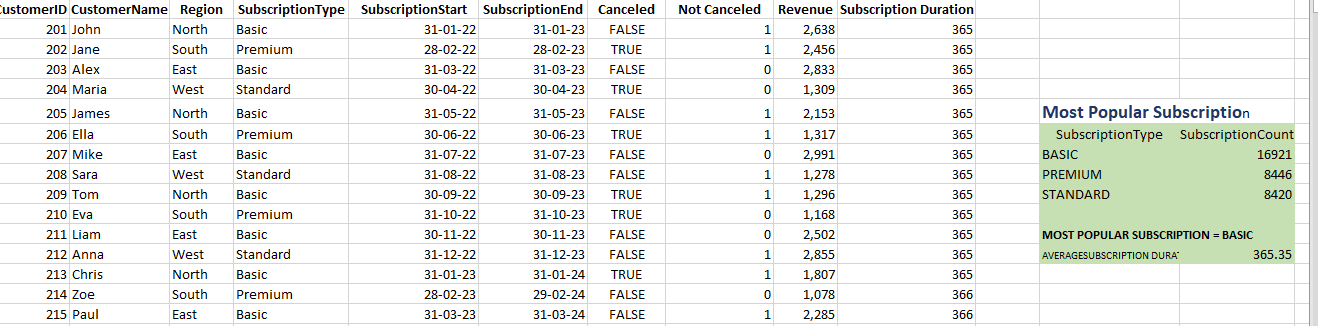 CustomerID CustomerName Region SubscriptionType SubscriptionStart SubscriptionEnd Canceled Not Canceled Revenue Subscription Duration
201 John North Basic 31-01-22 31-01-23 FALSE 1 2,638 365
202 Jane South Premium 28-02-22 28-02-23 TRUE 1 2,456 365
203 Alex East Basic 31-03-22 31-03-23 FALSE 0 2,833 365
204 Maria West Standard 30-04-22 30-04-23 TRUE 0 1,309 365
205 James North Basic 31-05-22 31-05-23 FALSE 1 2,153 365 Most Popular Subscription
206 Ella South Premium 30-06-22 30-06-23 TRUE 1 1,317 365 SubscriptionType SubscriptionCount
207 Mike East Basic 31-07-22 31-07-23 FALSE 0 2,991 365 BASIC 16921
208 Sara West Standard 31-08-22 31-08-23 FALSE 1 1,278 365 PREMIUM 8446
209 Tom North Basic 30-09-22 30-09-23 TRUE 1 1,296 365 STANDARD 8420
210 Eva South Premium 31-10-22 31-10-23 TRUE 0 1,168 365
211 Liam East Basic 30-11-22 30-11-23 FALSE 0 2,502 365 MOST POPULAR SUBSCRIPTION = BASIC
212 Anna West Standard 31-12-22 31-12-23 FALSE 1 2,855 365 AVERAGESUBSCRIPTION DURAT 365.35
213 Chris North Basic 31-01-23 31-01-24 TRUE 1 1,807 365
214 Zoe South Premium 28-02-23 29-02-24 FALSE 0 1,078 366
215 Paul East Basic 31-03-23 31-03-24 FALSE 1 2,285 366